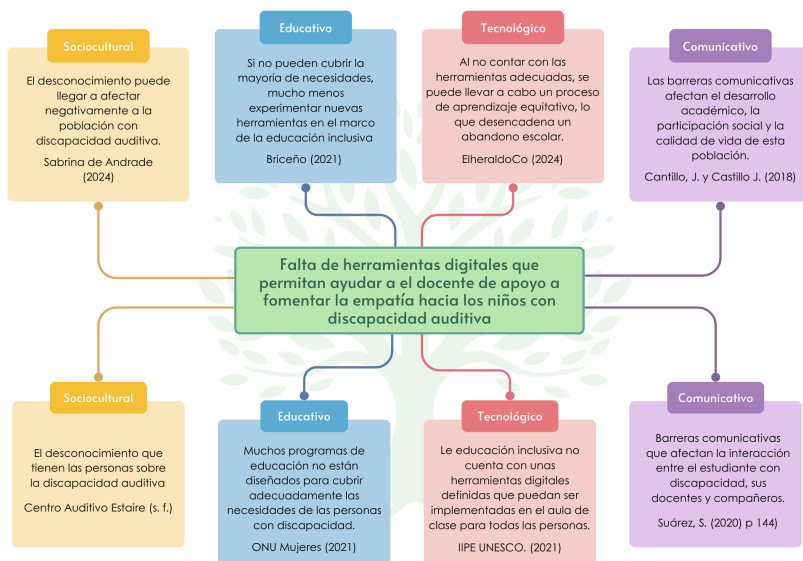 Sociocultural
El desconocimiento puede
llegar a afectar
negativamente a la
población con
discapacidad auditiva.
Sabrina de Andrade
(2024)
Educativo
Si no pueden cubrir la
mayoría de necesidades,
mucho menos
experimentar nuevas
herramientas en el marco
de la educación inclusiva
Briceño (2021)
Tecnológico
Al no contar con las
herramientas adecuadas, se
puede llevar a cabo un proceso
de aprendizaje equitativo, lo
que desencadena un
abandono escolar.
ElheraldoCo (2024)
Comunicativo
Las barreras comunicativas
afectan el desarrollo
académico, la
participación social y la
calidad de vida de esta
población.
Cantillo, J. y Castillo J. (2018)
Falta de herramientas digitales que
permitan ayudar a el docente de apoyo a
fomentar la empatía hacia los niños con
discapacidad auditiva
Sociocultural
El desconocimiento que
tienen las personas sobre
la discapacidad auditiva
Centro Auditivo Estaire (s. f.)
Educativo
Muchos programas de
educación no están
diseñados para cubrir
adecuadamente las
necesidades de las personas
con discapacidad.
ONU Mujeres (2021)
Tecnológico
Le educación inclusiva no
cuenta con unas
herramientas digitales
definidas que puedan ser
implementadas en el aula de
clase para todas las personas.
IIPE UNESCO. (2021)
Comunicativo
Barreras comunicativas
que afectan la interacción
entre el estudiante con
discapacidad, sus
docentes y compañeros.
Suárez, S. (2020) p 144)